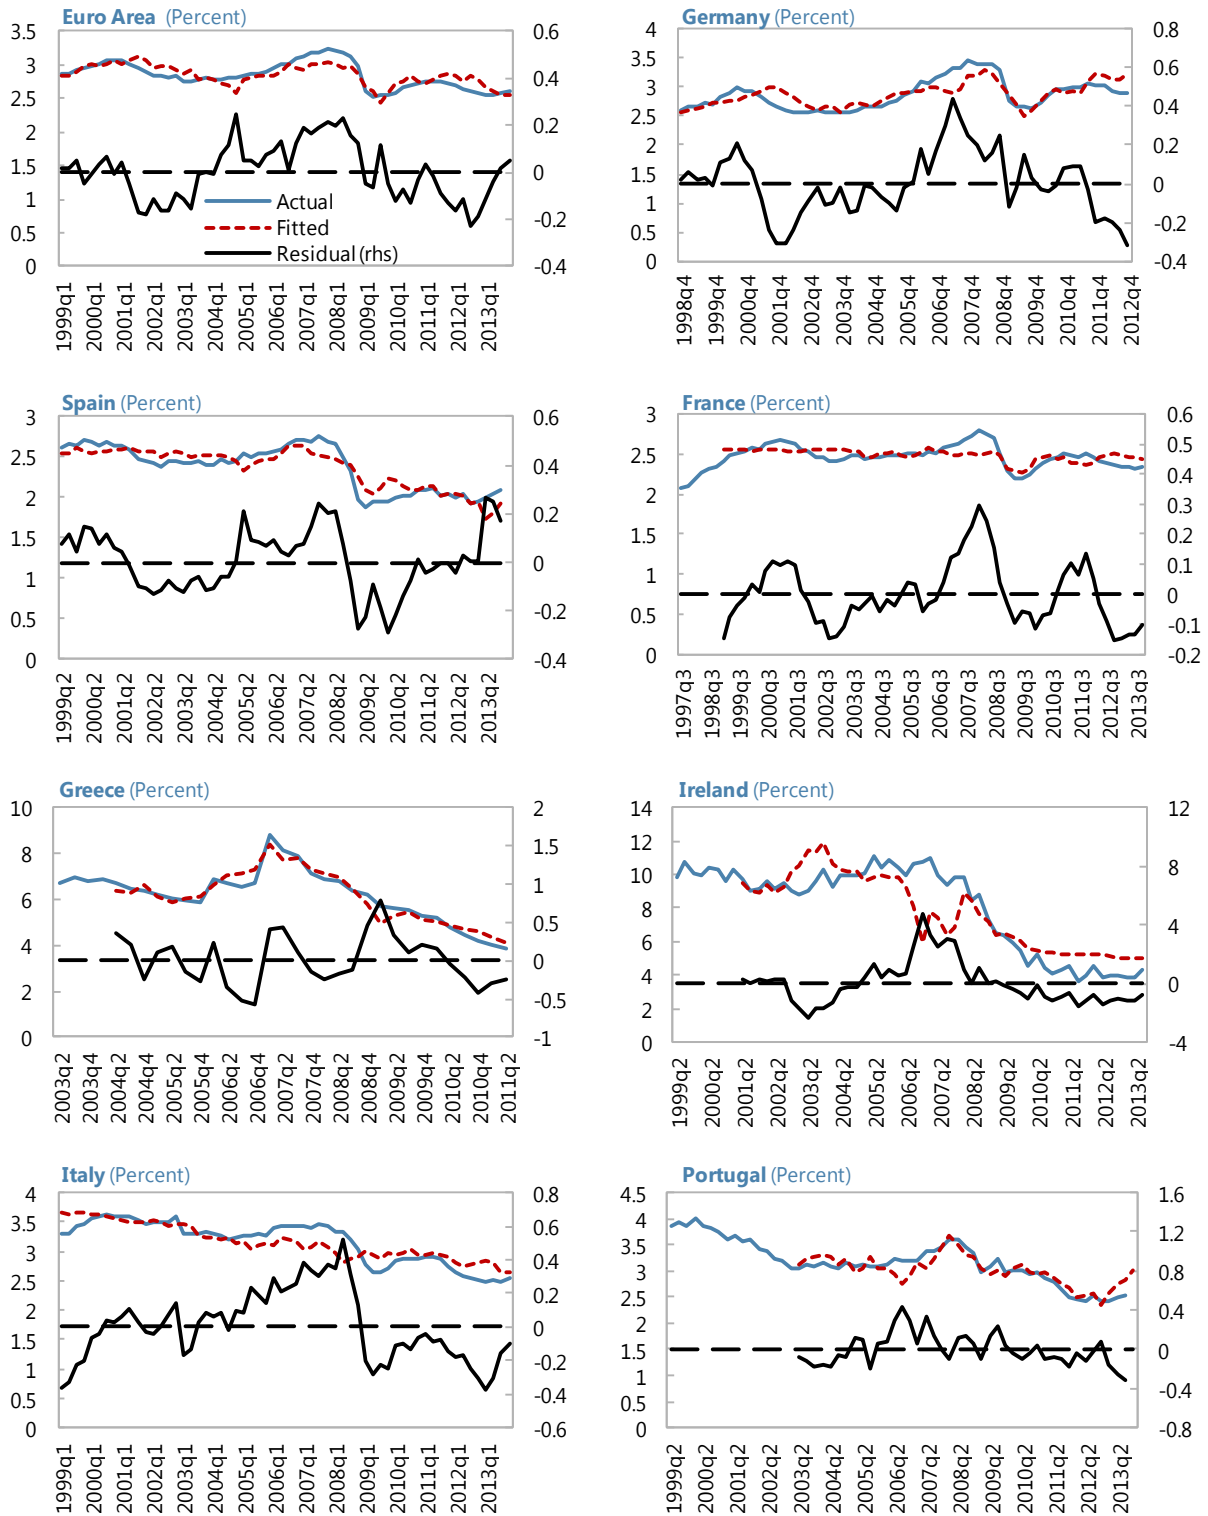 Euro Area (Percent)
3.5
3
2.5
2
1.5
1
0.5
0
0.6
0.4
0.2
0
-0.2
-0.4
Actual
Fitted
Residual (rhs)
1999q1
2000q1
2001q1
2002q1
2003q1
2004q1
2005q1
2006q1
2007q1
2008q1
2009q1
2010q1
2011q1
2012q1
2013q1
Germany (Percent)
4
3.5
3
2.5
2
1.5
1
0.5
0
0.8
0.6
0.4
0.2
0
-0.2
-0.4
1998q4
1999q4
2000q4
2001q4
2002q4
2003q4
2004q4
2005q4
2006q4
2007q4
2008q4
2009q4
2010q4
2011q4
2012q4
Spain (Percent)
3
2.5
2
1.5
1
0.5
0
0.6
0.4
0.2
0
-0.2
-0.4
1999q2
2000q2
2001q2
2002q2
2003q2
2004q2
2005q2
2006q2
2007q2
2008q2
2009q2
2010q2
2011q2
2012q2
2013q2
France (Percent)
3
2.5
2
1.5
1
0.5
0
0.6
0.5
0.4
0.3
0.2
0.1
0
-0.1
-0.2
1997q3
1998q3
1999q3
2000q3
2001q3
2002q3
2003q3
2004q3
2005q3
2006q3
2007q3
2008q3
2009q3
2010q3
2011q3
2012q3
2013q3
Greece (Percent)
10
8
6
4
2
0
2
1.5
1
0.5
0
-0.5
-1
2003q2
2003q4
2004q2
2004q4
2005q2
2005q4
2006q2
2006q4
2007q2
2007q4
2008q2
2008q4
2009q2
2009q4
2010q2
2010q4
2011q2
Ireland (Percent)
14
12
10
8
6
4
2
0
12
8
4
0
-4
1999q2
2000q2
2001q2
2002q2
2003q2
2004q2
2005q2
2006q2
2007q2
2008q2
2009q2
2010q2
2011q2
2012q2
2013q2
Italy (Percent)
4
3.5
3
2.5
2
1.5
1
0.5
0
0.8
0.6
0.4
0.2
0
-0.2
-0.4
-0.6
1999q1
2000q1
2001q1
2002q1
2003q1
2004q1
2005q1
2006q1
2007q1
2008q1
2009q1
2010q1
2011q1
2012q1
2013q1
Portugal (Percent)
4.5
4
3.5
3
2.5
2
1.5
1
0.5
0
1.6
1.2
0.8
0.4
0
-0.4
-0.8
1999q2
2000q2
2001q2
2002q2
2003q2
2004q2
2005q2
2006q2
2007q2
2008q2
2009q2
2010q2
2011q2
2012q2
2013q2